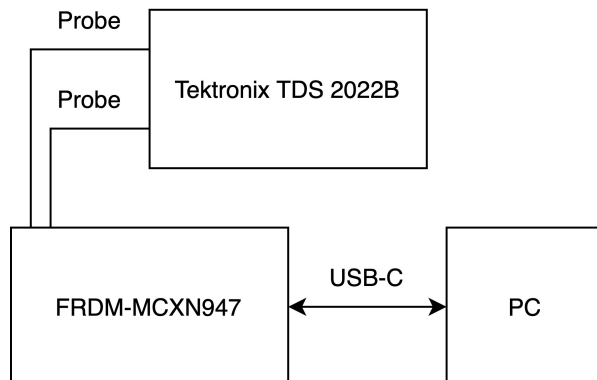 Probe
Tektronix TDS 2022B
Probe
USB-C
FRDM-MCXN947
PC